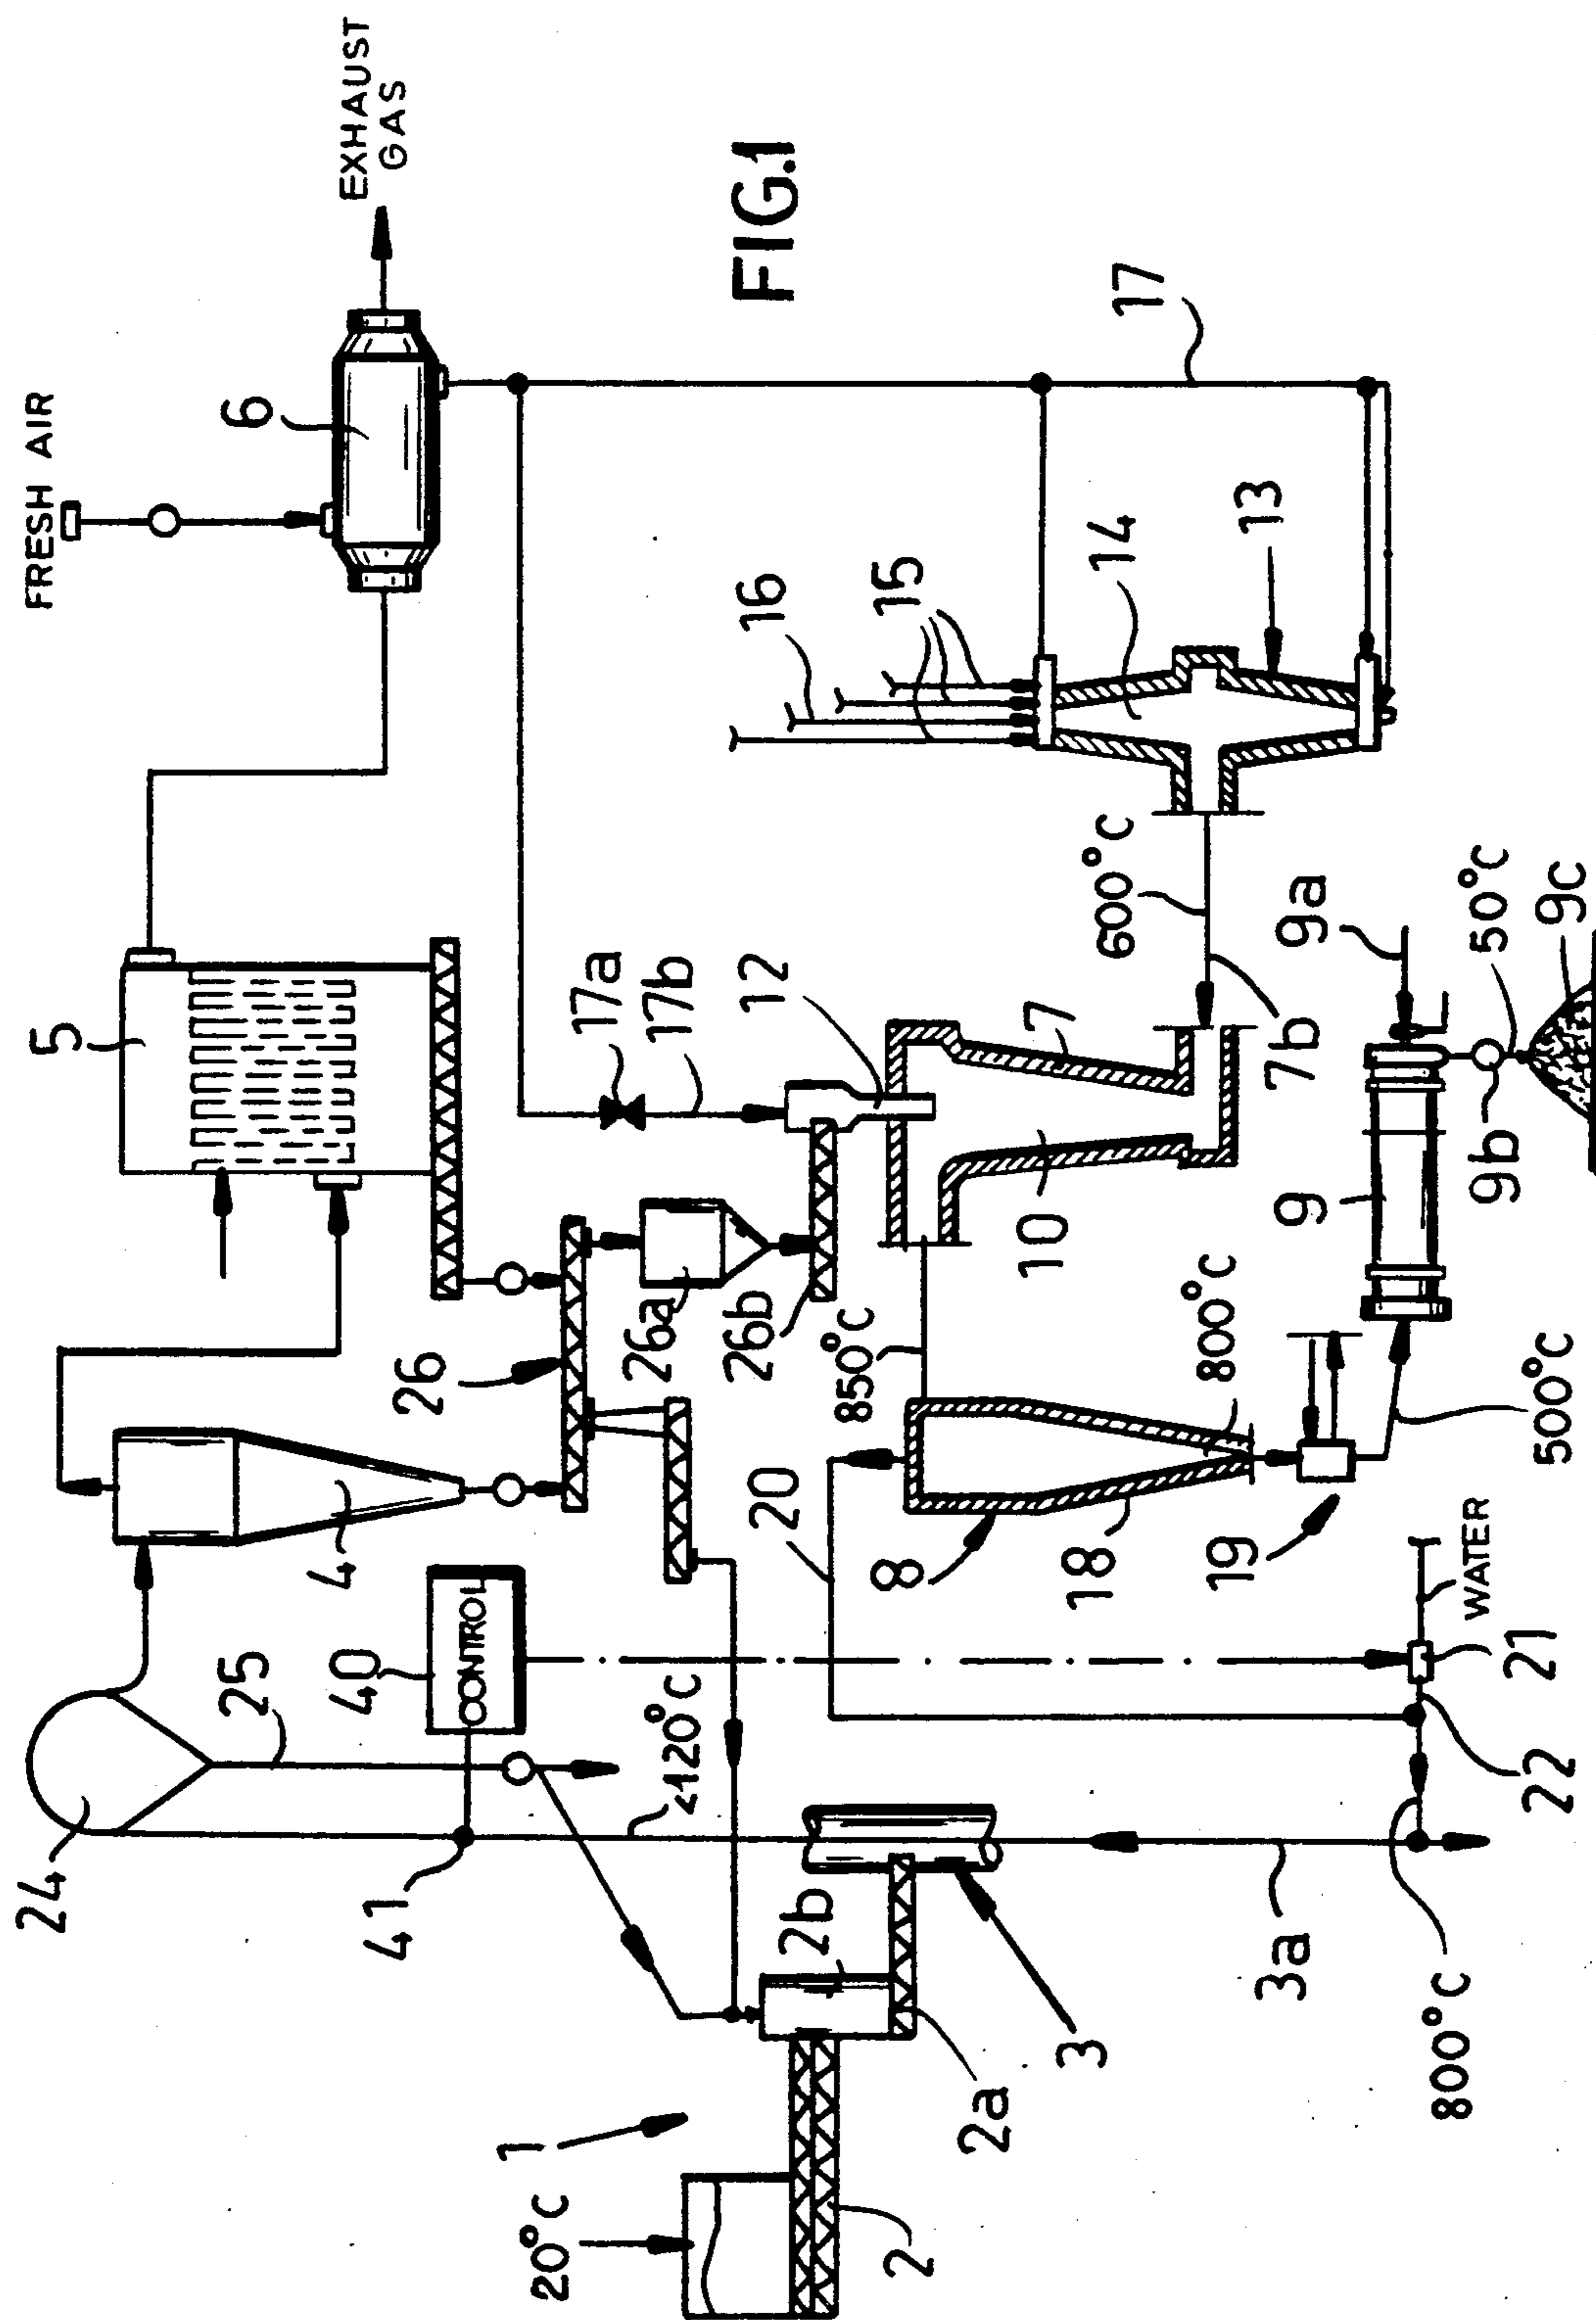 24
FRESH AIR
5
25
6
4
40
41
EXHAUST
GAS
26
CONTROL
1
20°C
17a
26a
17b
2120°C
26b
12
16
FIG.1
20
2b
850°C
2
8
15
2a
10
7
3
18
600°C
14
17
800°C
19
13
3a
7b
9
9a
800°C
WATER
50°C
9b
21
22
500°C
9c